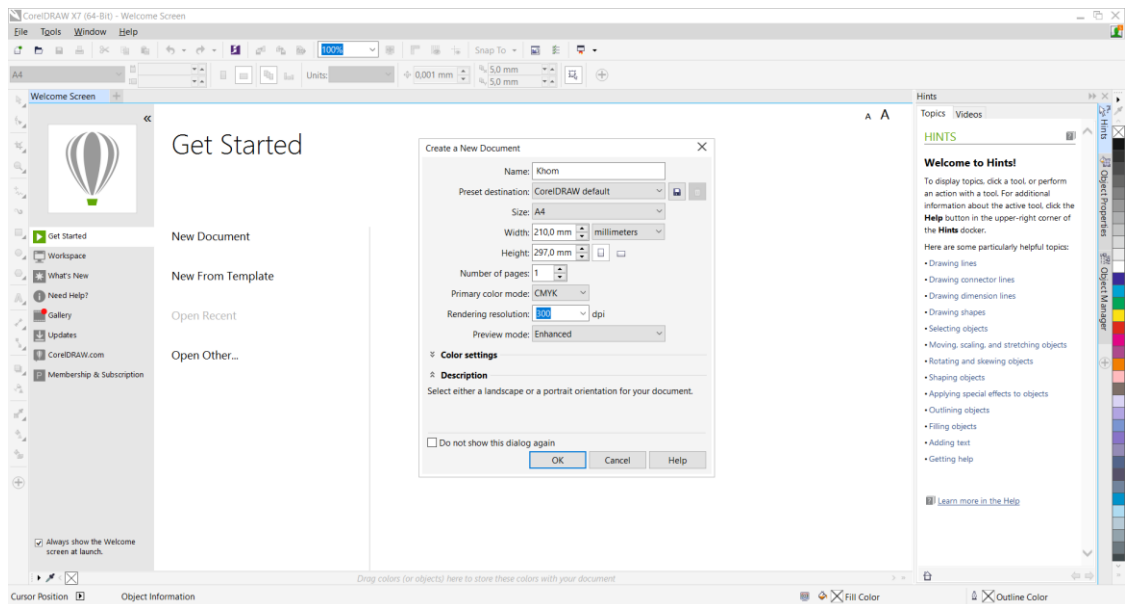 CorelDRAW X7 (64-Bit) - Welcome Screen
File Tools Window Help
100% Snap To
A4 Units: 0,001 mm 5,0 mm
5,0 mm
Welcome Screen
Get Started
Workspace
What's New
Need Help?
Gallery
Updates
CorelDRAW.com
Membership & Subscription
Always show the Welcome
screen at launch.
Get Started
A A
New Document
New From Template
Open Recent
Open Other...
Create a New Document
Name: Khom
Preset destination: CorelDRAW default
Size: A4
Width: 210,0 mm millimeters
Height: 297,0 mm
Number of pages: 1
Primary color mode: CMYK
Rendering resolution: 300 dpi
Preview mode: Enhanced
Color settings
Description
Select either a landscape or a portrait orientation for your document.
Do not show this dialog again
OK Cancel Help
Hints
Topics Videos
HINTS
Welcome to Hints!
To display topics, click a tool, or perform
an action with a tool. For additional
information about the active tool, click the
Help button in the upper-right corner of
the Hints docker.
Here are some particularly helpful topics:
• Drawing lines
• Drawing connector lines
• Drawing dimension lines
• Drawing shapes
• Selecting objects
• Moving, scaling, and stretching objects
• Rotating and skewing objects
• Shaping objects
• Applying special effects to objects
• Outlining objects
• Filling objects
• Adding text
• Getting help
Learn more in the Help
Hints
Object Properties
Object Manager
Drag colors (or objects) here to store these colors with your document
Cursor Position Object Information Fill Color Outline Color